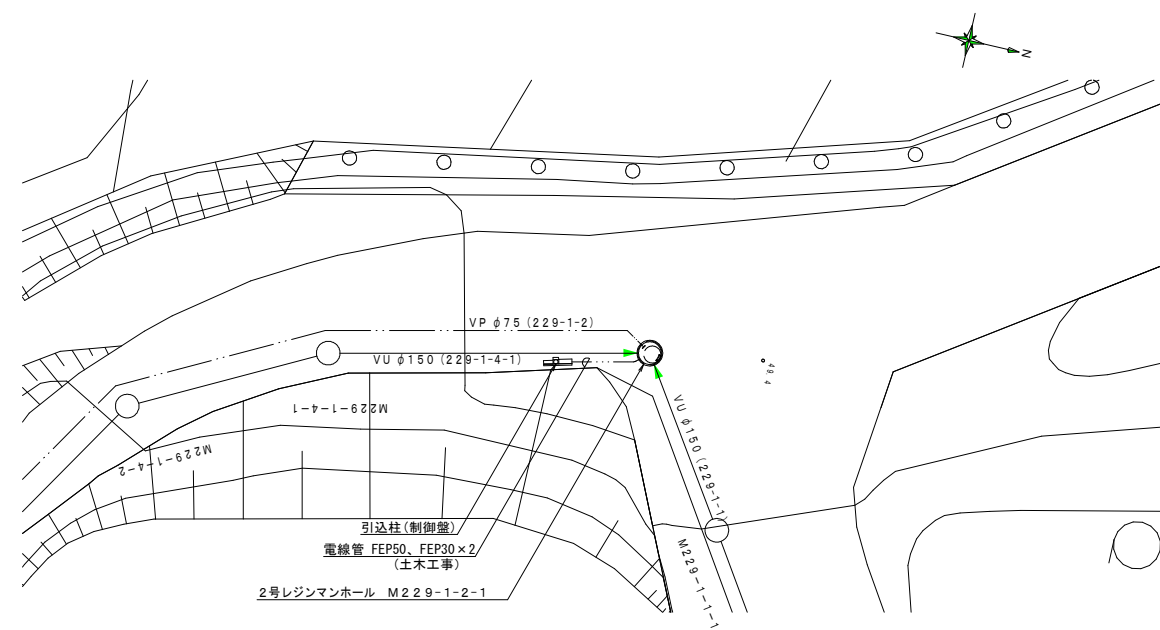 N
VP φ75 (229-1-2)
VU φ150 (229-1-4-1)
49.4
M229-1-4-1
M229-1-4-2
VU φ150 (229-1-1)
引込柱(制御盤)
電線管 FEP50、FEP30×2
(土木工事)
2号レジンマンホール M229-1-2-1
M229-1-1-1